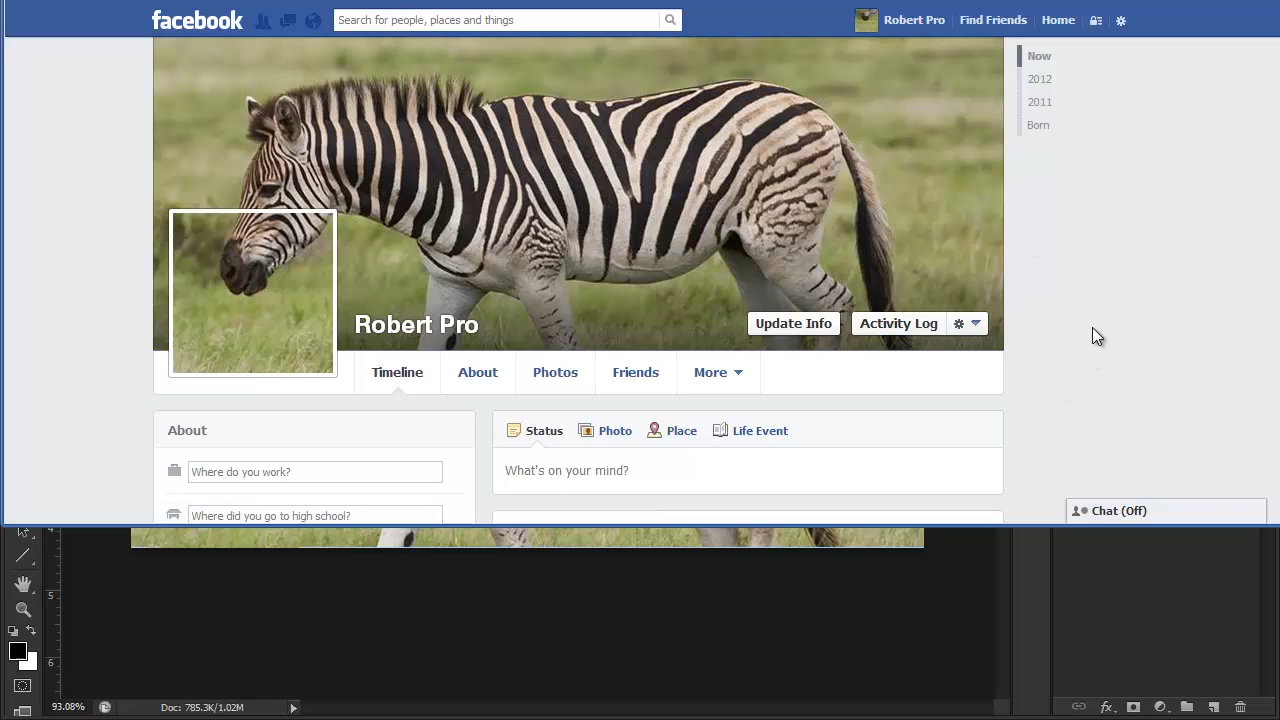 facebook
Search for people, places and things
Robert Pro
Find Friends
Home
Now
2012
2011
Born
Robert Pro
Update Info
Activity Log
Timeline
About
Photos
Friends
More
About
Status
Photo
Place
Life Event
Where do you work?
What's on your mind?
Where did you go to high school?
Chat (Off)
5
6
93.08%
Doc: 785.3K/1.02M
fx